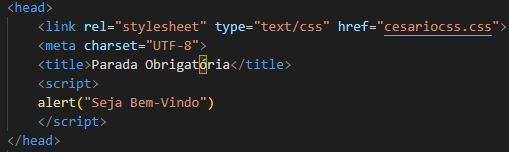 <head>
<link rel="stylesheet" type="text/css" href="cesariocss.css">
<meta charset="UTF-8">
<title>Parada Obrigatória</title>
<script>
alert("Seja Bem-Vindo")
</script>
</head>